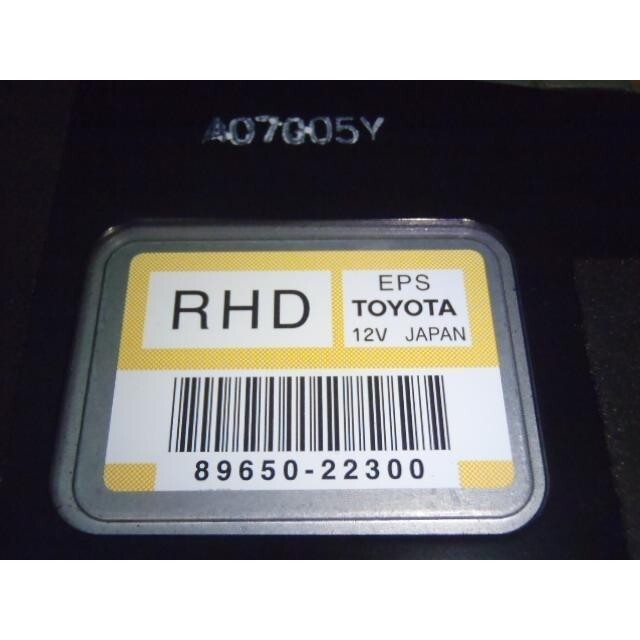 A07G05Y
RHD
EPS
TOYOTA
12V JAPAN
89650-22300